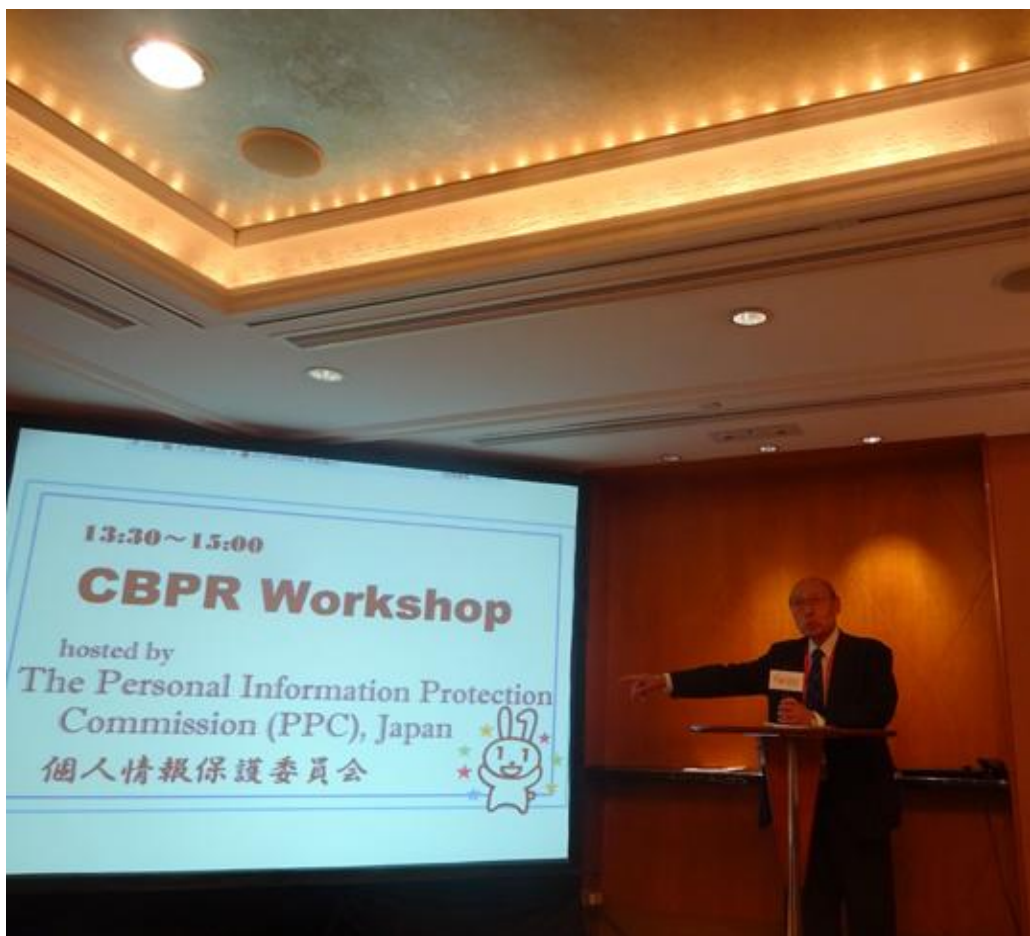 13:30～15:00
CBPR Workshop
hosted by
The Personal Information Protection
Commission (PPC), Japan
個人情報保護委員会